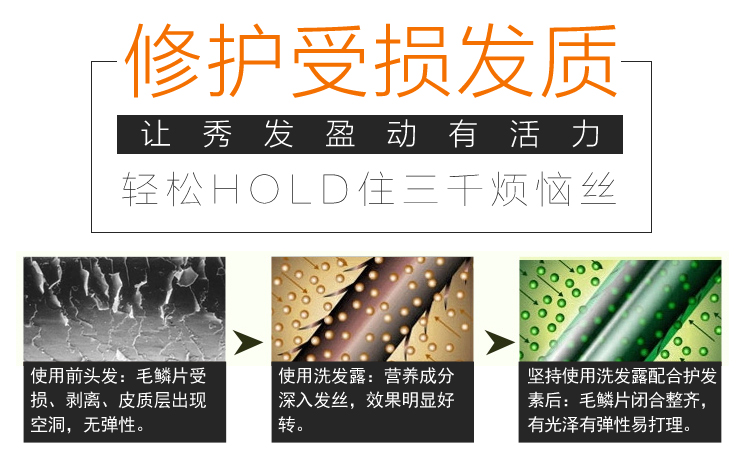 修护受损发质
让秀发盈动有活力
轻松HOLD住三千烦恼丝
使用前头发：毛鳞片受
损、剥离、皮质层出现
空洞，无弹性。
使用洗发露：营养成分
深入发丝，效果明显好
转。
坚持使用洗发露配合护发
素后：毛鳞片闭合整齐，
有光泽有弹性易打理。